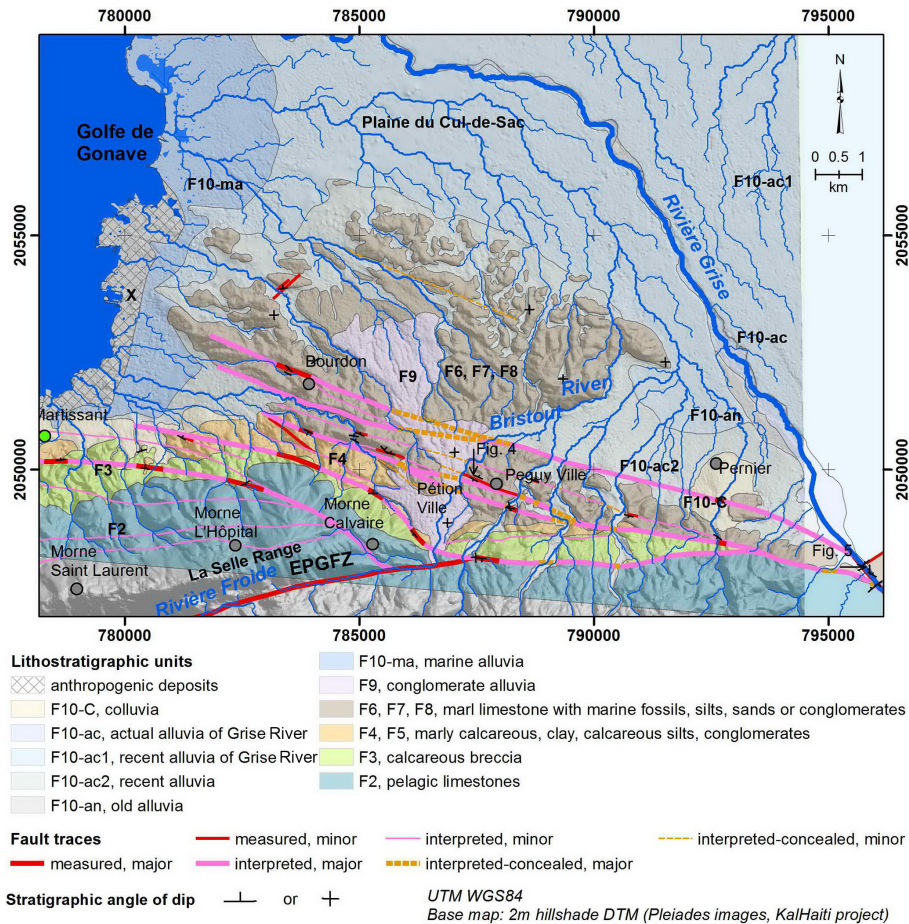 780000 785000 790000 795000
N
Golfe de
Gonave
Plaine du Cul-de-Sac
0 0.5 1
km
F10-ma
F10-ac1
2055000
2055000
Rivière Grise
X
F10-ac
Bourdon
F9
F6, F7, F8
River
Bristout
F10-an
Martissant
Fig. 4
F4
F10-ac2
Pernier
2050000
2050000
F3
Peguy Ville
Pétion
Ville
F10-C
F2
Morne
L'Hôpital
Morne
Calvaire
Fig. 5
Morne
Saint Laurent
La Selle Range
EPGFZ
Rivière Froide
780000 785000 790000 795000
Lithostratigraphic units
anthropogenic deposits
F10-C, colluvia
F10-ac, actual alluvia of Grise River
F10-ac1, recent alluvia of Grise River
F10-ac2, recent alluvia
F10-an, old alluvia
F10-ma, marine alluvia
F9, conglomerate alluvia
F6, F7, F8, marl limestone with marine fossils, silts, sands or conglomerates
F4, F5, marly calcareous, clay, calcareous silts, conglomerates
F3, calcareous breccia
F2, pelagic limestones
Fault traces
measured, minor
interpreted, minor
interpreted-concealed, minor
measured, major
interpreted, major
interpreted-concealed, major
Stratigraphic angle of dip or
UTM WGS84
Base map: 2m hillshade DTM (Pleiades images, KalHaiti project)